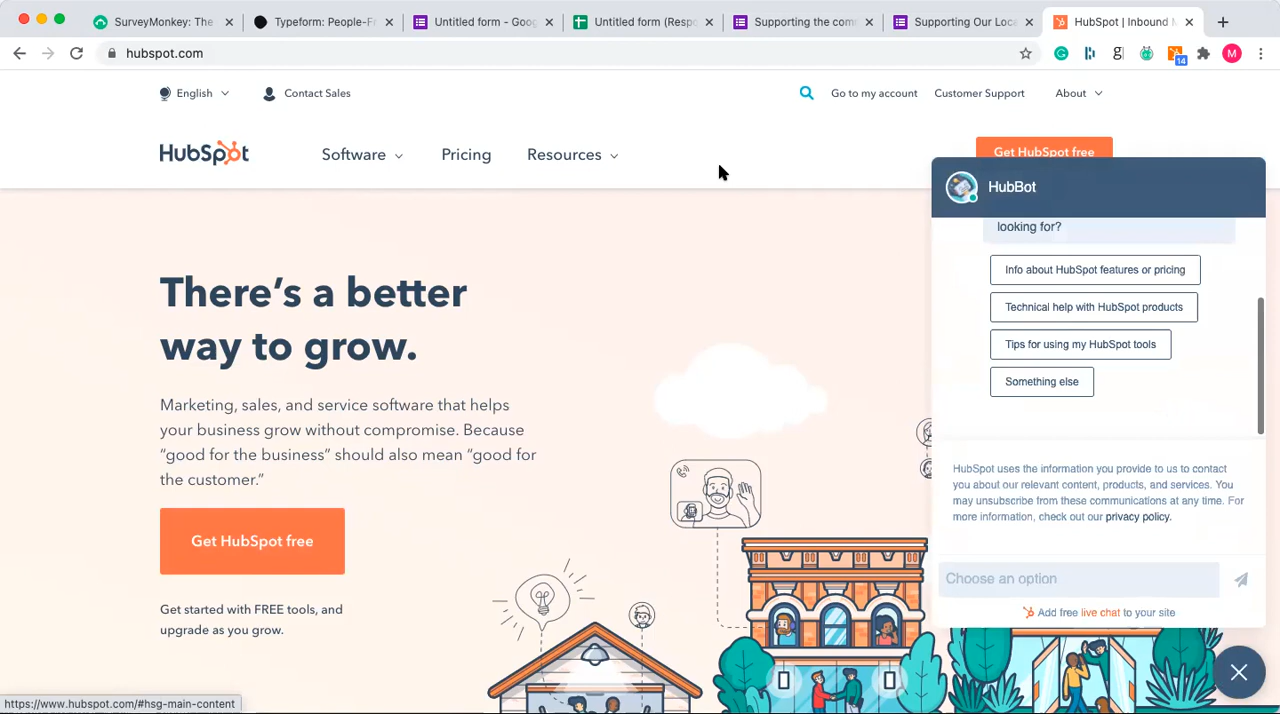 SurveyMonkey: The
Typeform: People-Fr
Untitled form - Goog
Untitled form (Respo
Supporting the com
Supporting Our Loca
HubSpot | Inbound M
hubspot.com
14
M
English
Contact Sales
Go to my account
Customer Support
About
HubSpot
Software
Pricing
Resources
Get HubSpot free
HubBot
looking for?
Info about HubSpot features or pricing
Technical help with HubSpot products
Tips for using my HubSpot tools
Something else
There's a better
way to grow.
Marketing, sales, and service software that helps
your business grow without compromise. Because
“good for the business” should also mean “good for
the customer.”
Get HubSpot free
Get started with FREE tools, and
upgrade as you grow.
HubSpot uses the information you provide to us to contact
you about our relevant content, products, and services. You
may unsubscribe from these communications at any time. For
more information, check out our privacy policy.
Choose an option
Add free live chat to your site
https://www.hubspot.com/#hsg-main-content